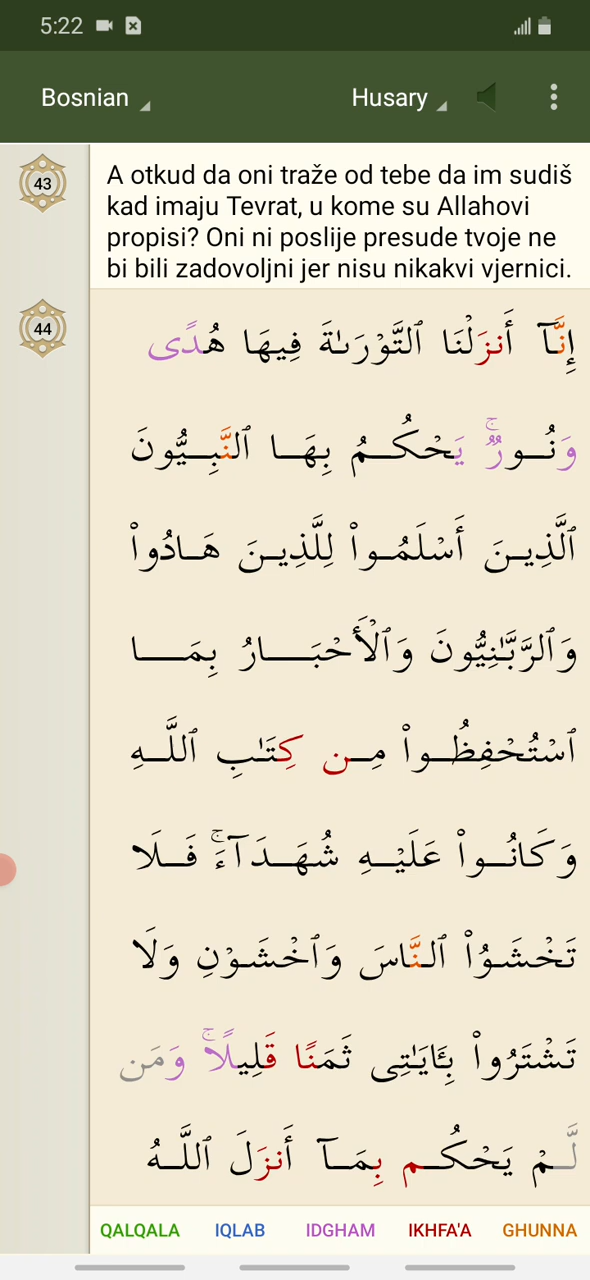 5:22
Bosnian
Husary
43
A otkud da oni traže od tebe da im sudiš
kad imaju Tevrat, u kome su Allahovi
propisi? Oni ni poslije presude tvoje ne
bi bili zadovoljni jer nisu nikakvi vjernici.
44
إِنَّآ أَنزَلْنَا ٱلتَّوْرَىٰةَ فِيهَا هُدًى
وَنُورٌ ۚ يَحْكُمُ بِهَا ٱلنَّبِيُّونَ
ٱلَّذِينَ أَسْلَمُوا۟ لِلَّذِينَ هَادُوا۟
وَٱلرَّبَّـٰنِيُّونَ وَٱلْأَحْبَارُ بِمَا
ٱسْتُحْفِظُوا۟ مِن كِتَـٰبِ ٱللَّهِ
وَكَانُوا۟ عَلَيْهِ شُهَدَآءَ ۚ فَلَا
تَخْشَوُا۟ ٱلنَّاسَ وَٱخْشَوْنِ وَلَا
تَشْتَرُوا۟ بِـَٔايَـٰتِى ثَمَنًا قَلِيلًا ۚ وَمَن
لَّمْ يَحْكُم بِمَآ أَنزَلَ ٱللَّهُ
QALQALA IQLAB IDGHAM IKHFA'A GHUNNA